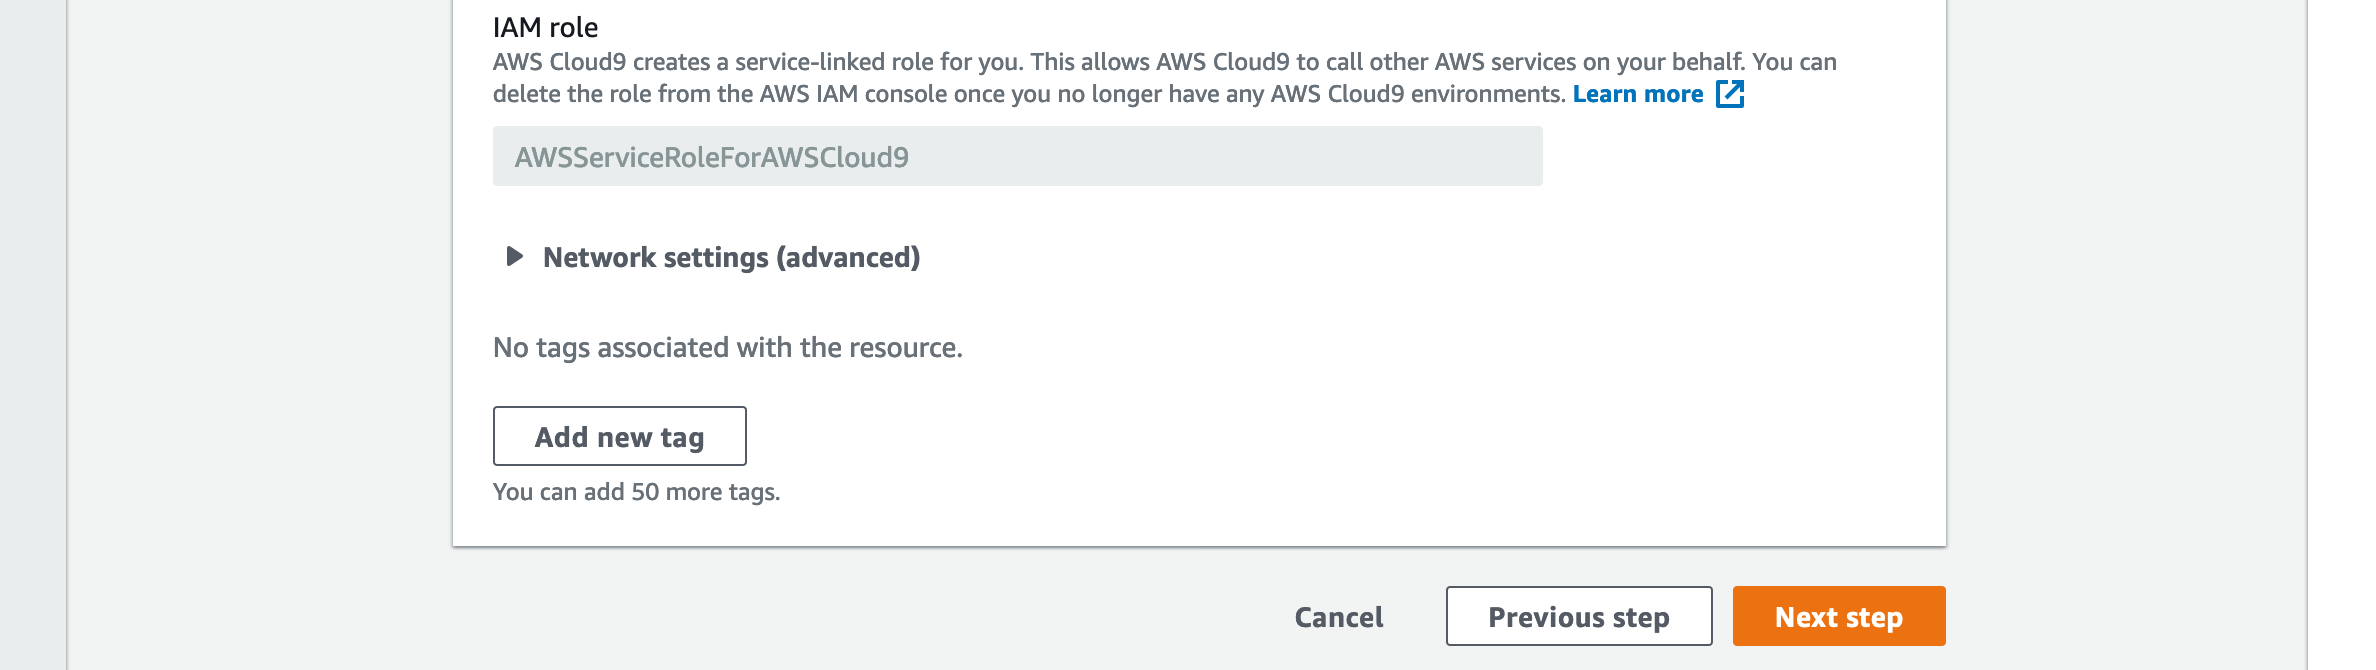 IAM role
AWS Cloud9 creates a service-linked role for you. This allows AWS Cloud9 to call other AWS services on your behalf. You can
delete the role from the AWS IAM console once you no longer have any AWS Cloud9 environments. Learn more
AWSServiceRoleForAWSCloud9
Network settings (advanced)
No tags associated with the resource.
Add new tag
You can add 50 more tags.
Cancel Previous step Next step